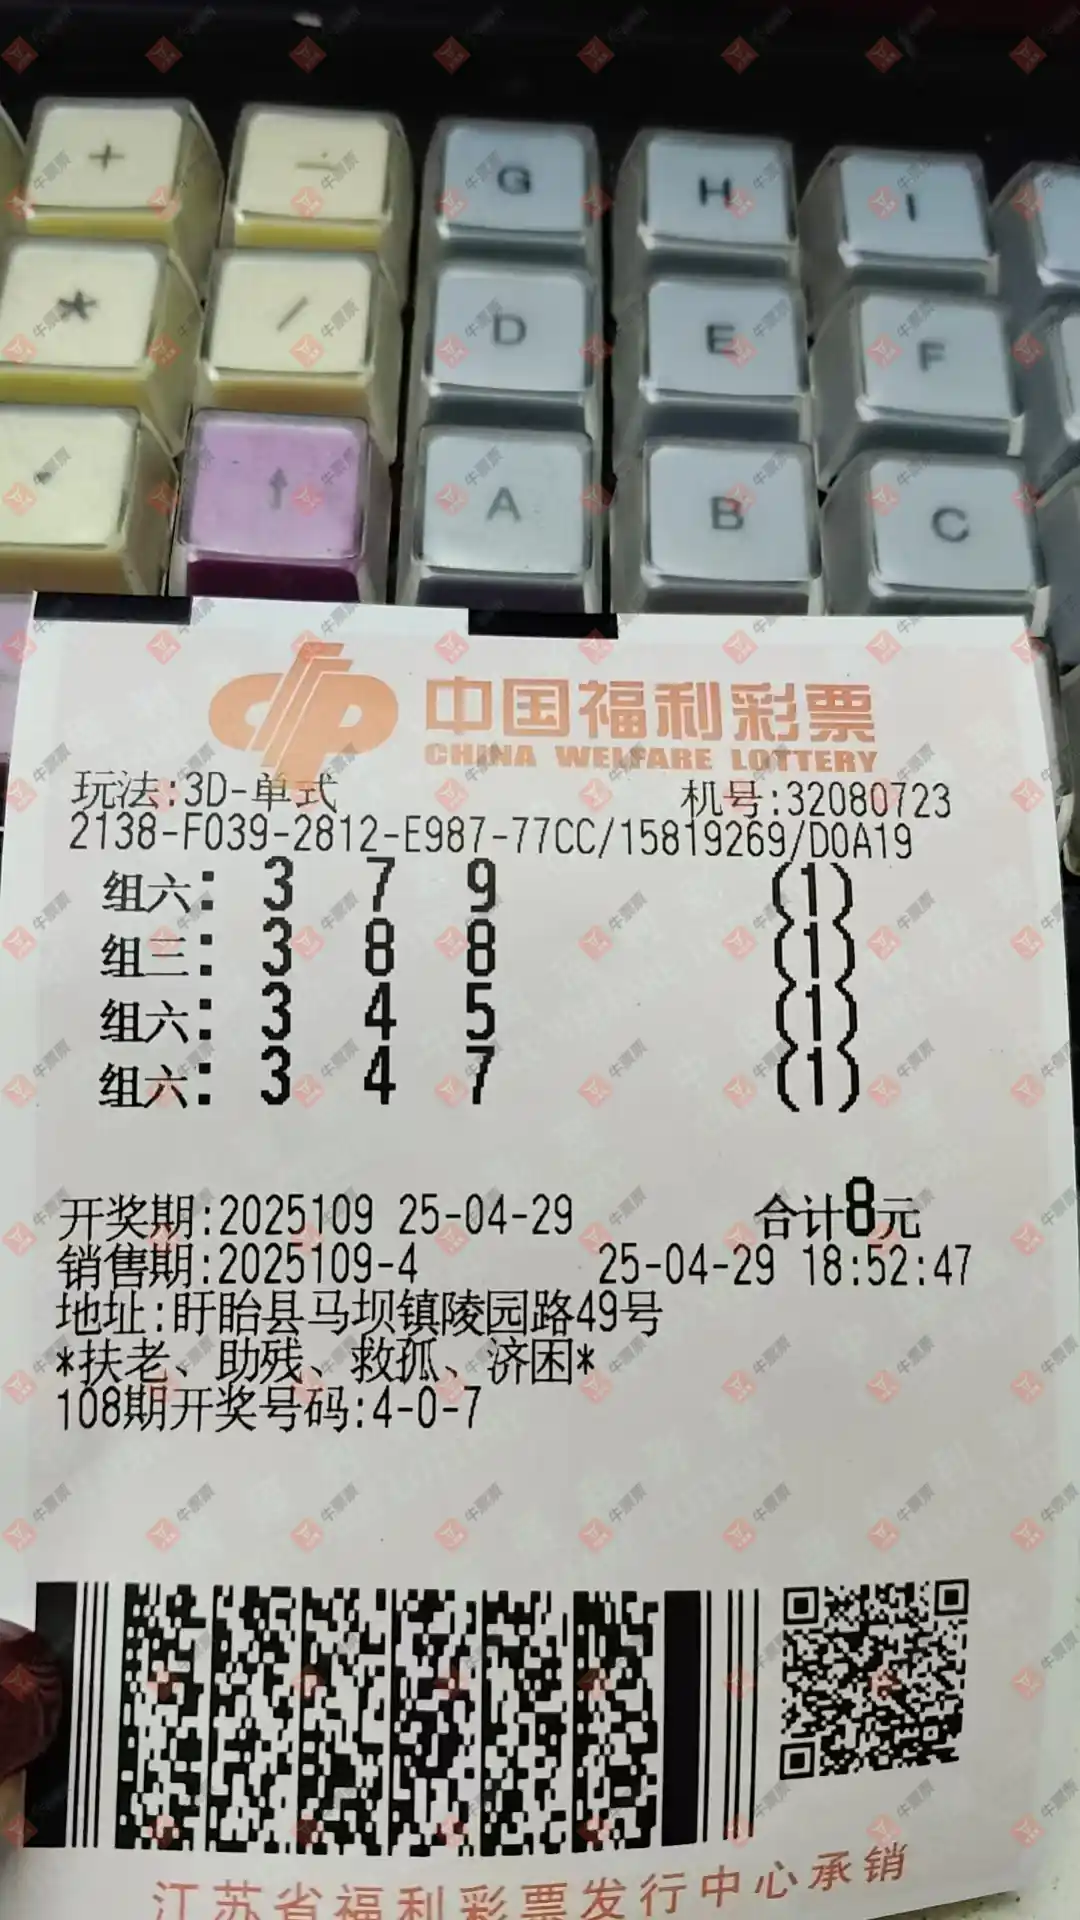 + ÷ G H I
* / D E F
. ↑ A B C
中国福利彩票
CHINA WELFARE LOTTERY
玩法:3D-单式 机号:32080723
2138-F039-2812-E987-77CC/15819269/D0A19
组六: 3 7 9 (1)
组三: 3 8 8 (1)
组六: 3 4 5 (1)
组六: 3 4 7 (1)
开奖期:2025109 25-04-29 合计8元
销售期:2025109-4 25-04-29 18:52:47
地址:盱眙县马坝镇陵园路49号
*扶老、助残、救孤、济困*
108期开奖号码:4-0-7
江苏省福利彩票发行中心承销
牛票票